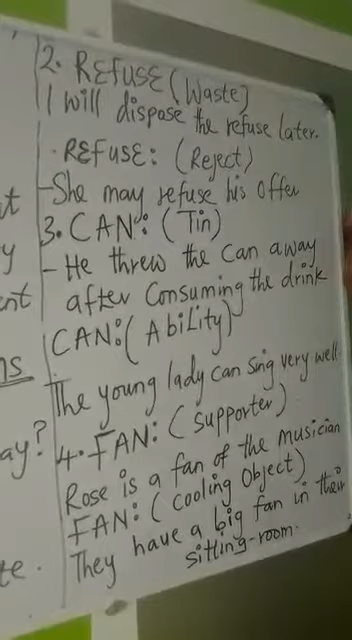 2. REFUSE (Waste)
I will dispose the refuse later.
. REFUSE: (Reject)
- She may refuse his offer
3. CAN: (Tin)
- He threw the can away
after consuming the drink
CAN: (Ability)
The young lady can sing very well.
4. FAN: (supporter)
Rose is a fan of the musician
FAN: (cooling object)
They have a big fan in their
sitting-room.